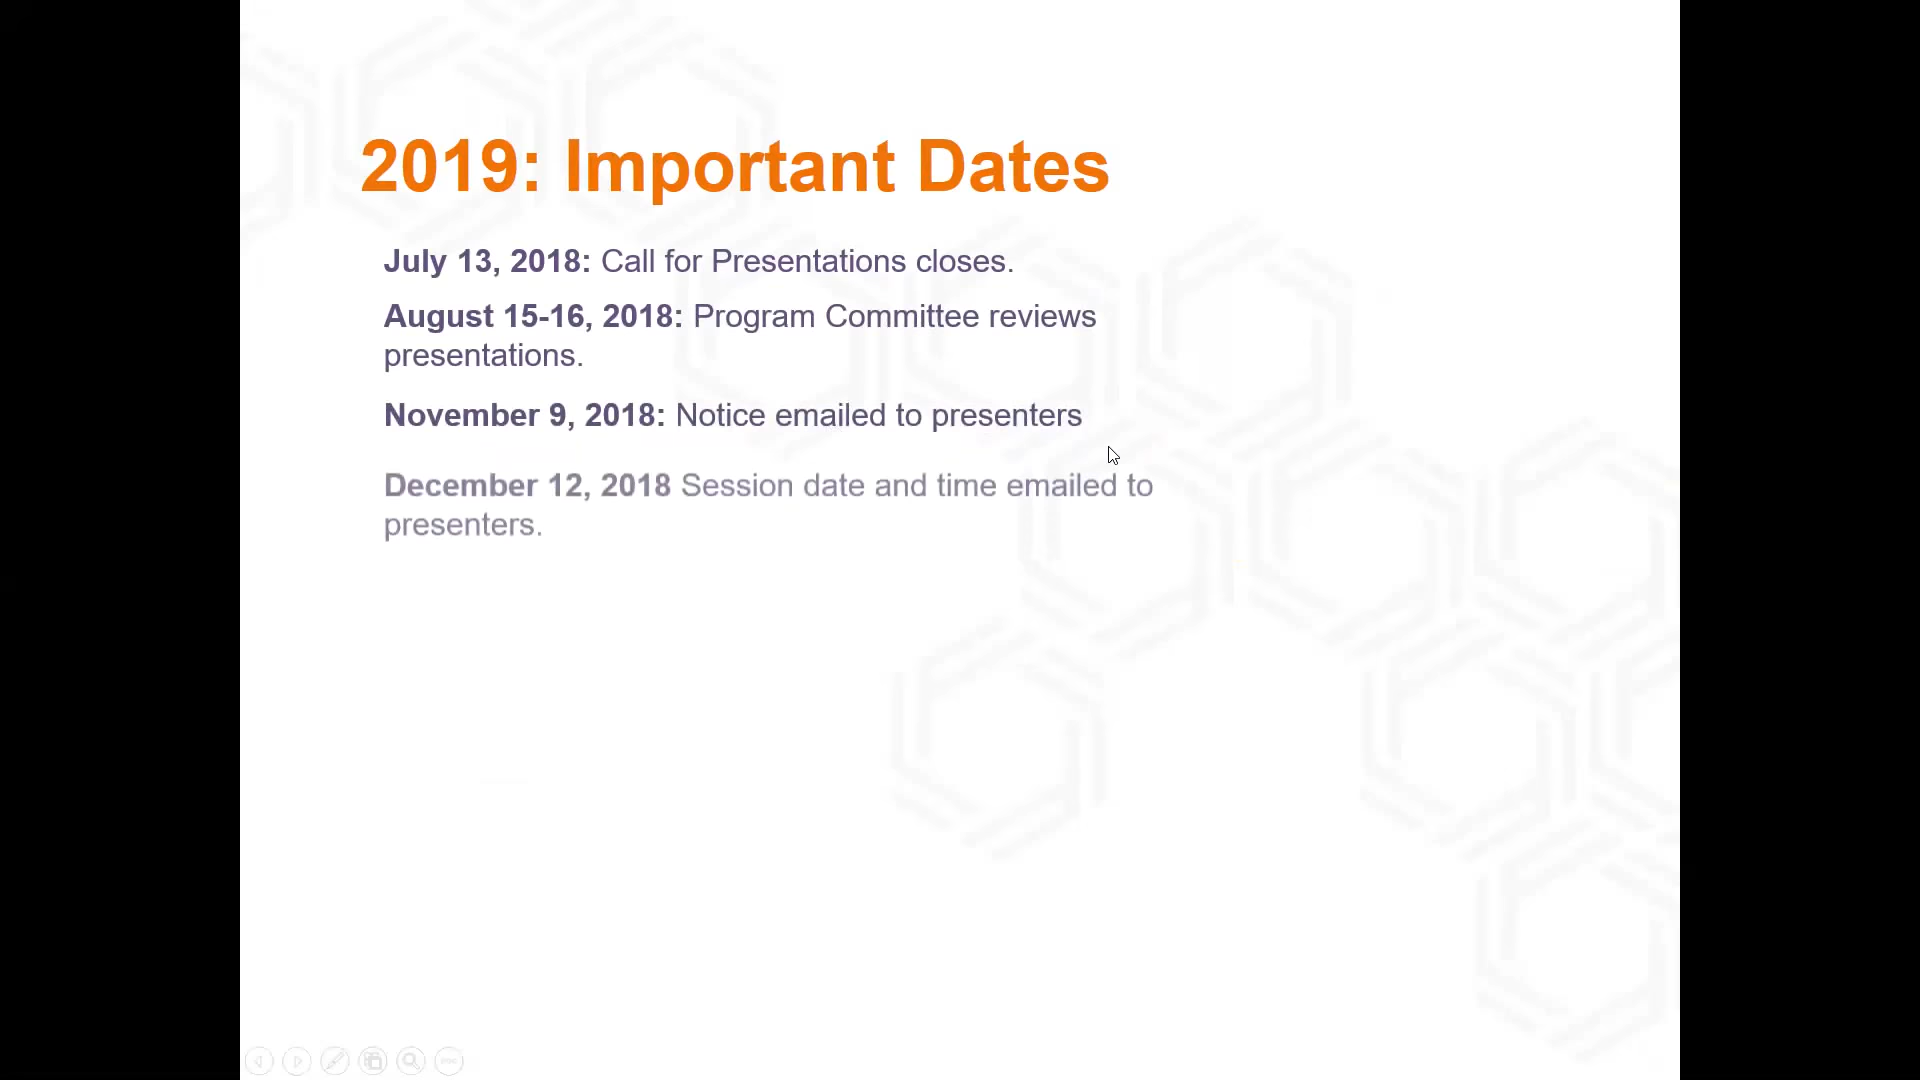 2019: Important Dates
July 13, 2018: Call for Presentations closes.
August 15-16, 2018: Program Committee reviews
presentations.
November 9, 2018: Notice emailed to presenters
December 12, 2018 Session date and time emailed to
presenters.